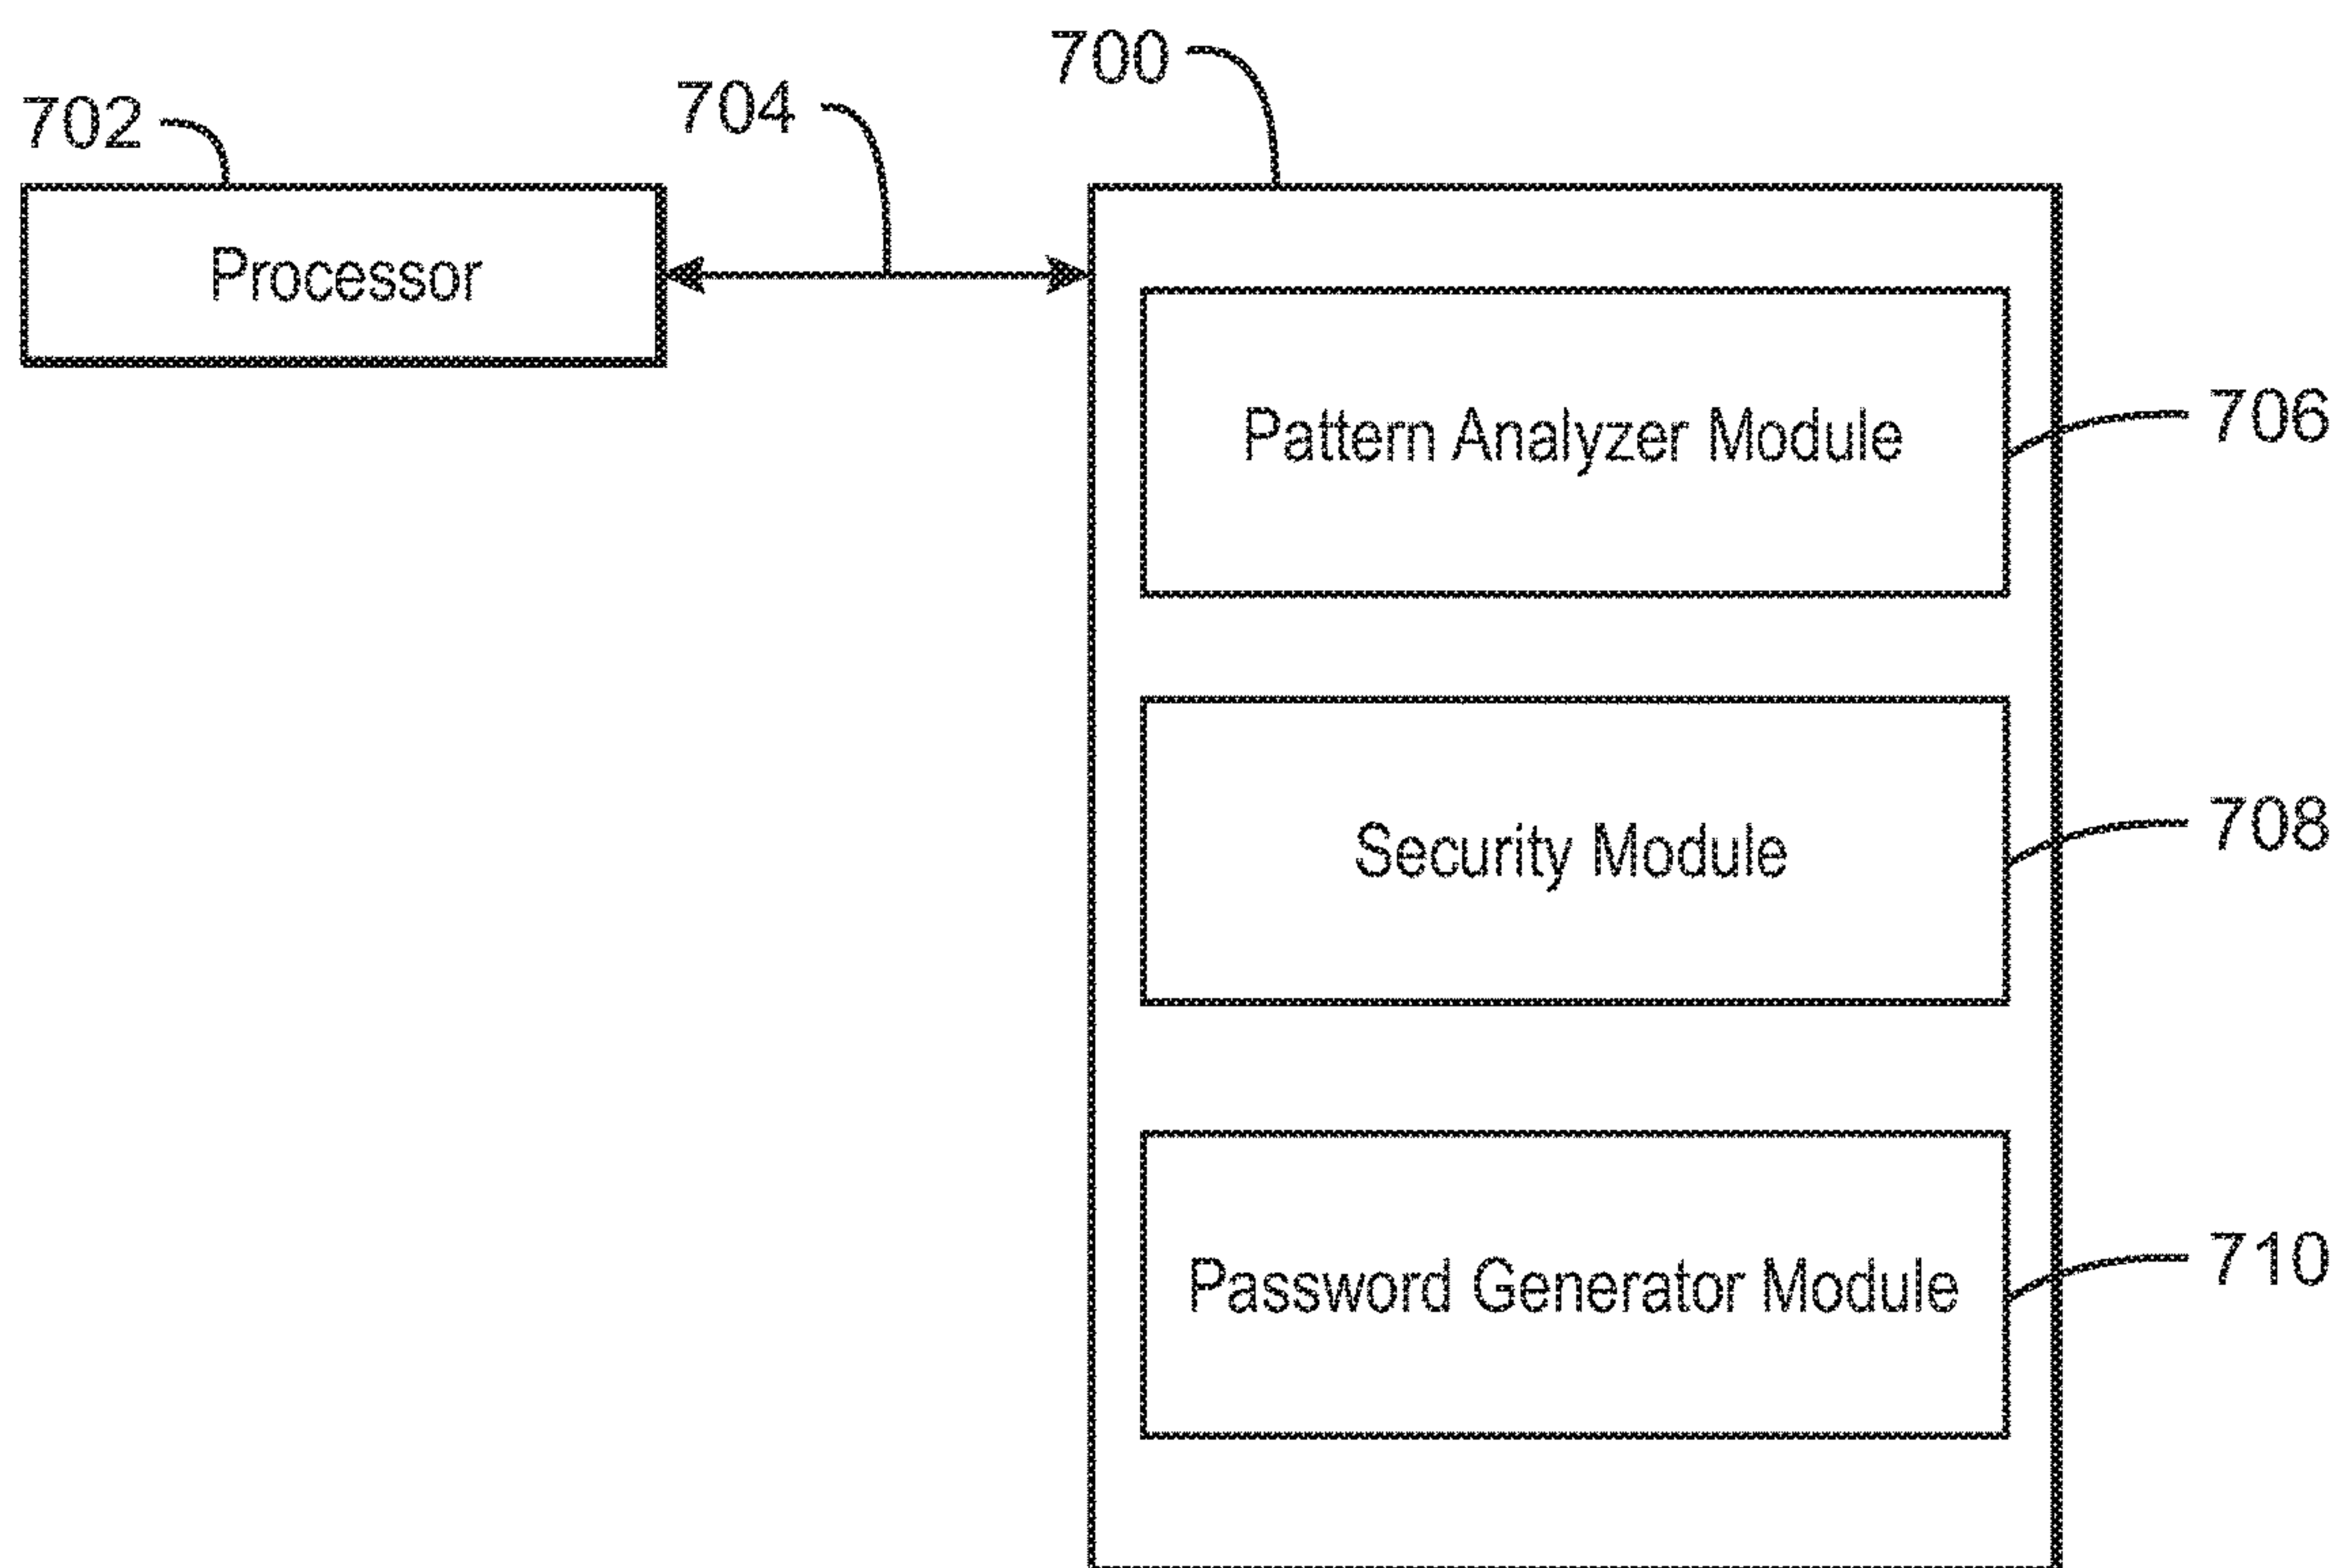 700
704
702
Processor
Pattern Analyzer Module
706
Security Module
708
Password Generator Module
710